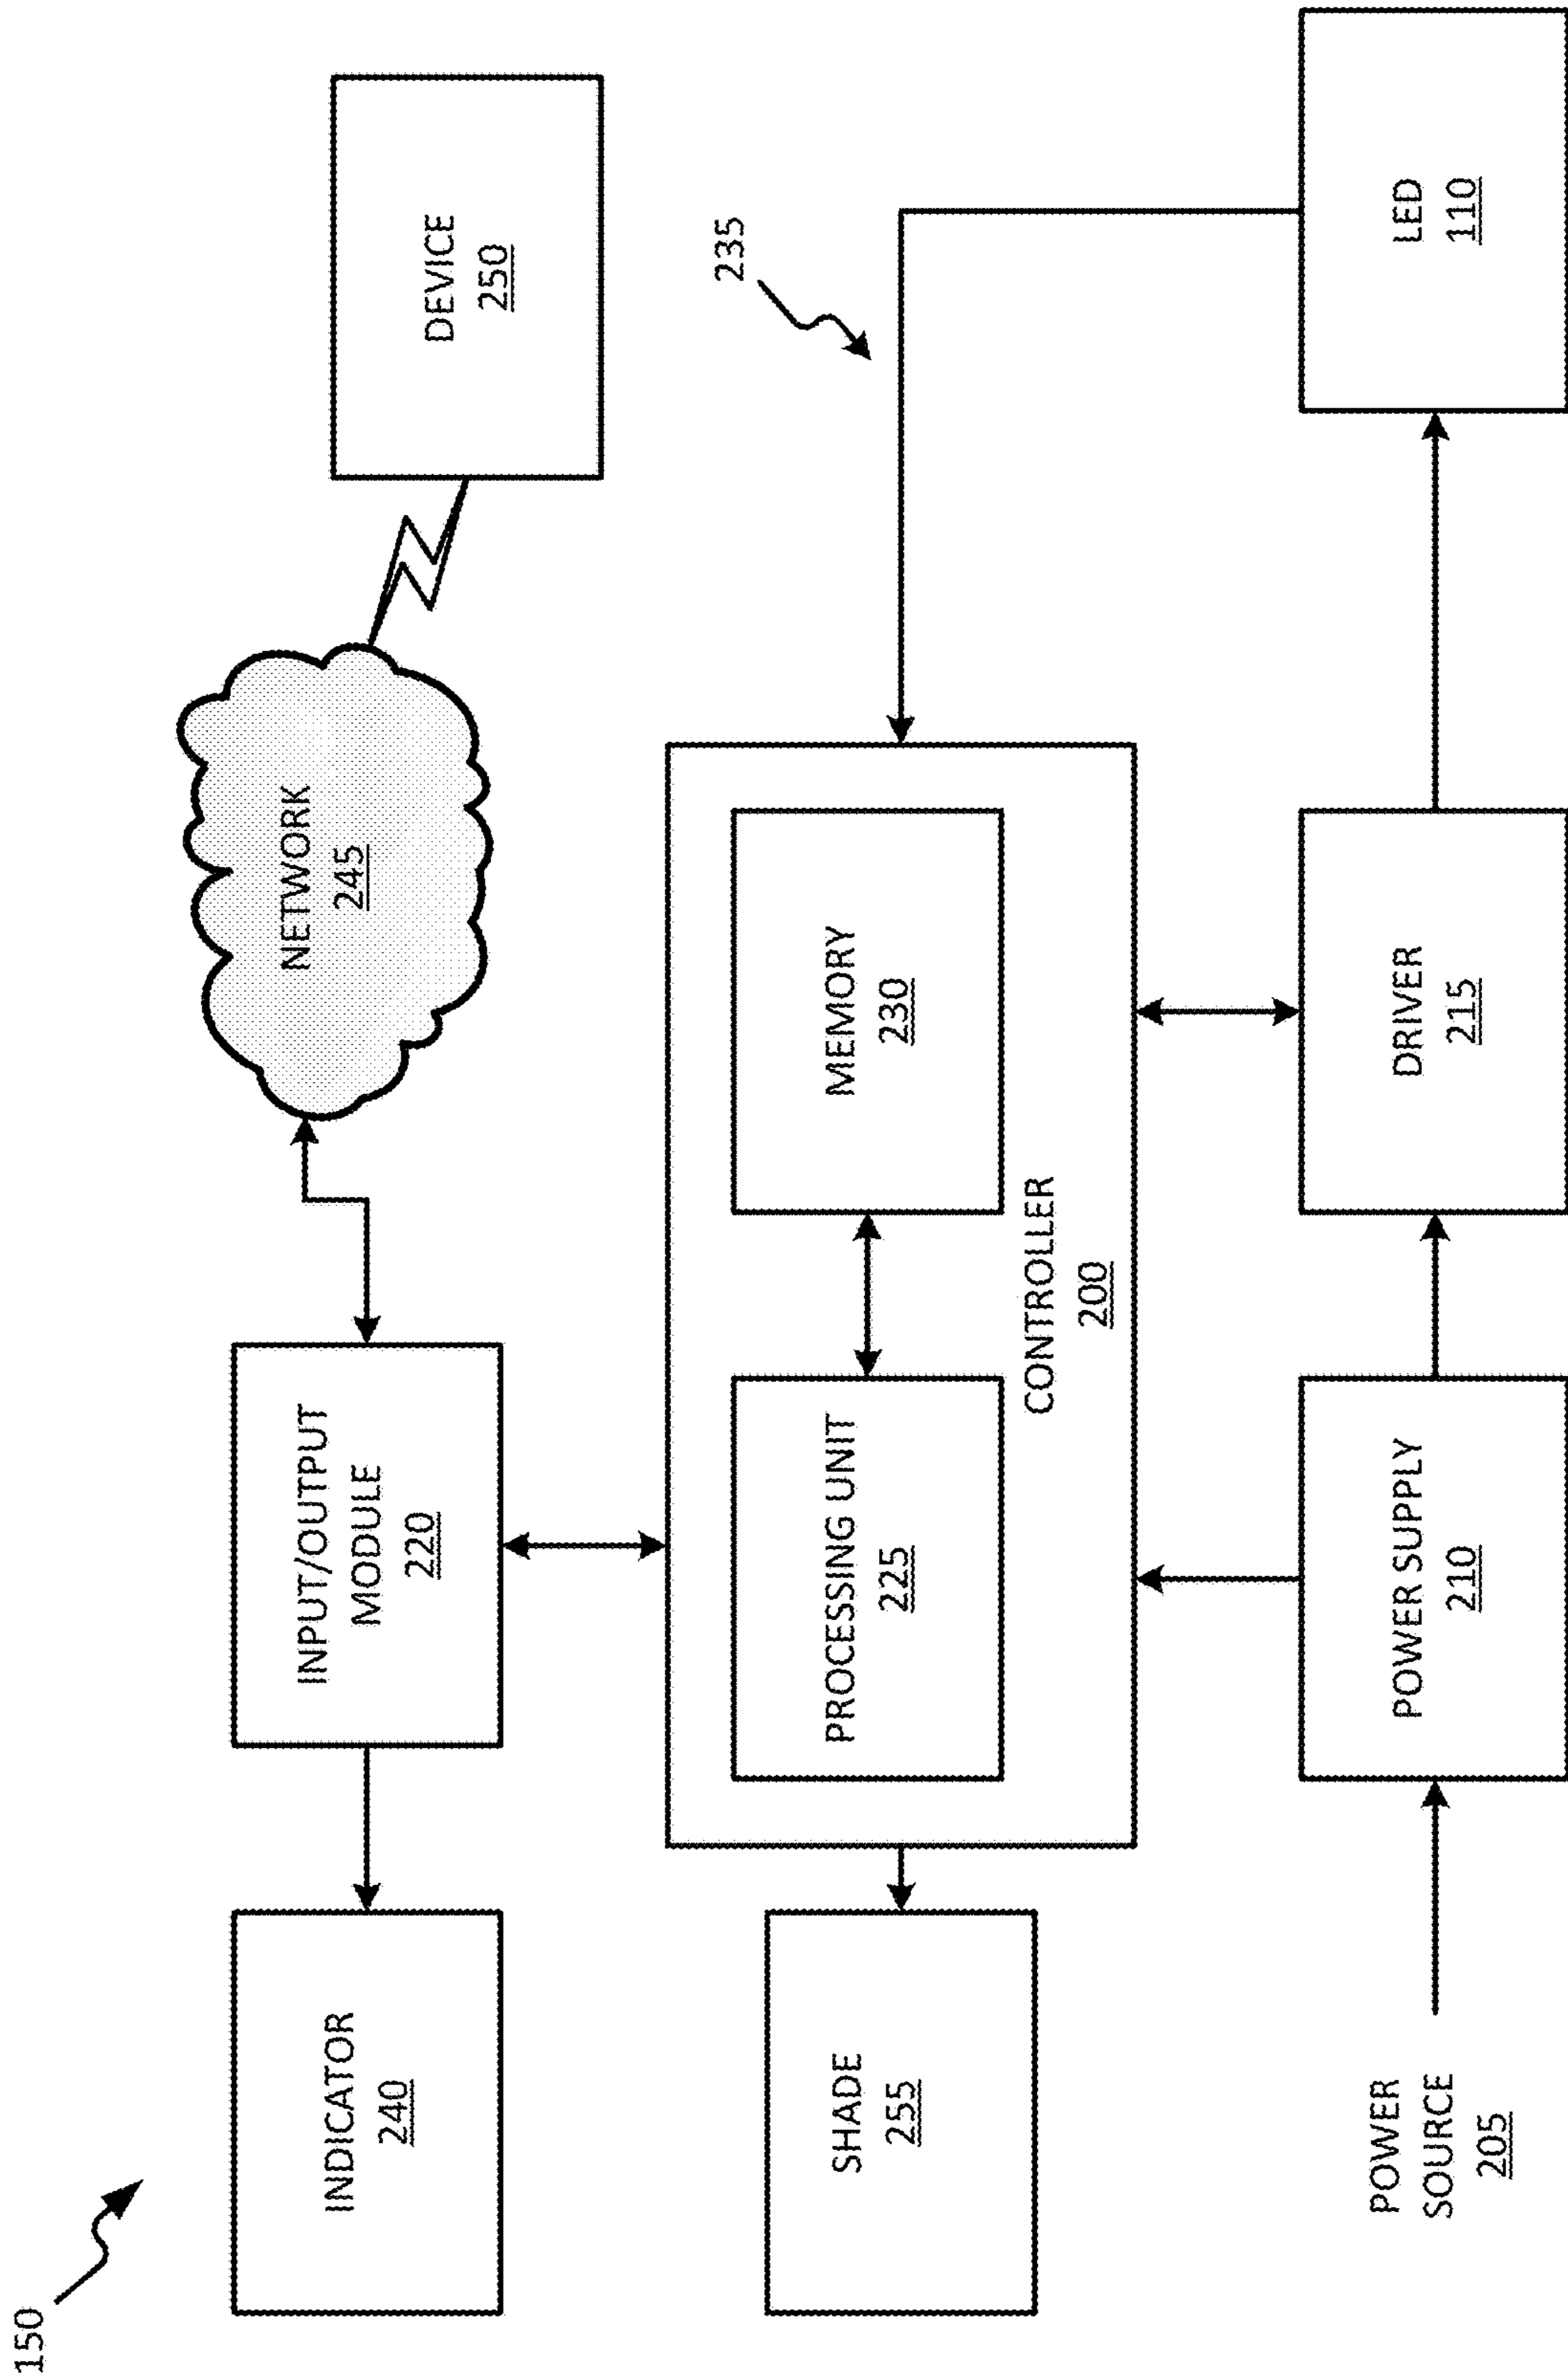 150
INDICATOR
240
INPUT/OUTPUT
MODULE
220
NETWORK
245
DEVICE
250
SHADE
255
PROCESSING UNIT
225
MEMORY
230
CONTROLLER
200
235
POWER
SOURCE
205
POWER SUPPLY
210
DRIVER
215
LED
110